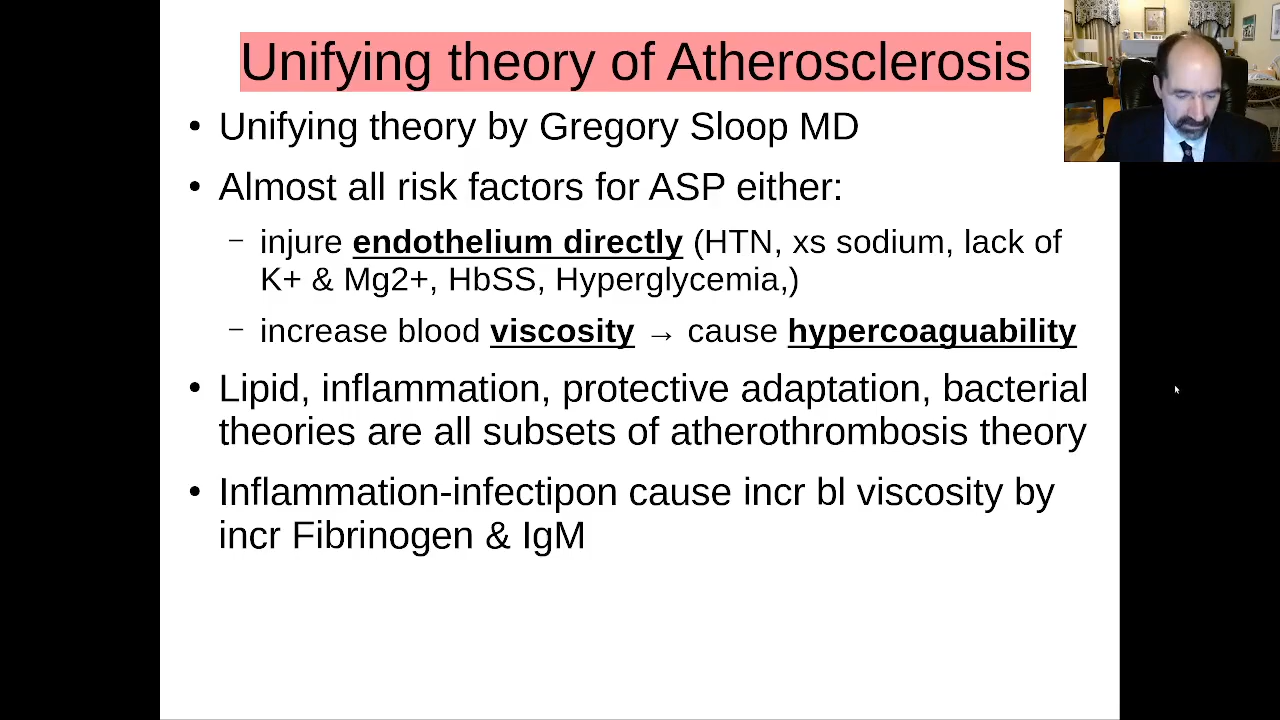 Unifying theory of Atherosclerosis
• Unifying theory by Gregory Sloop MD
• Almost all risk factors for ASP either:
– injure endothelium directly (HTN, xs sodium, lack of
K+ & Mg2+, HbSS, Hyperglycemia,)
– increase blood viscosity → cause hypercoaguability
• Lipid, inflammation, protective adaptation, bacterial
theories are all subsets of atherothrombosis theory
• Inflammation-infectipon cause incr bl viscosity by
incr Fibrinogen & IgM